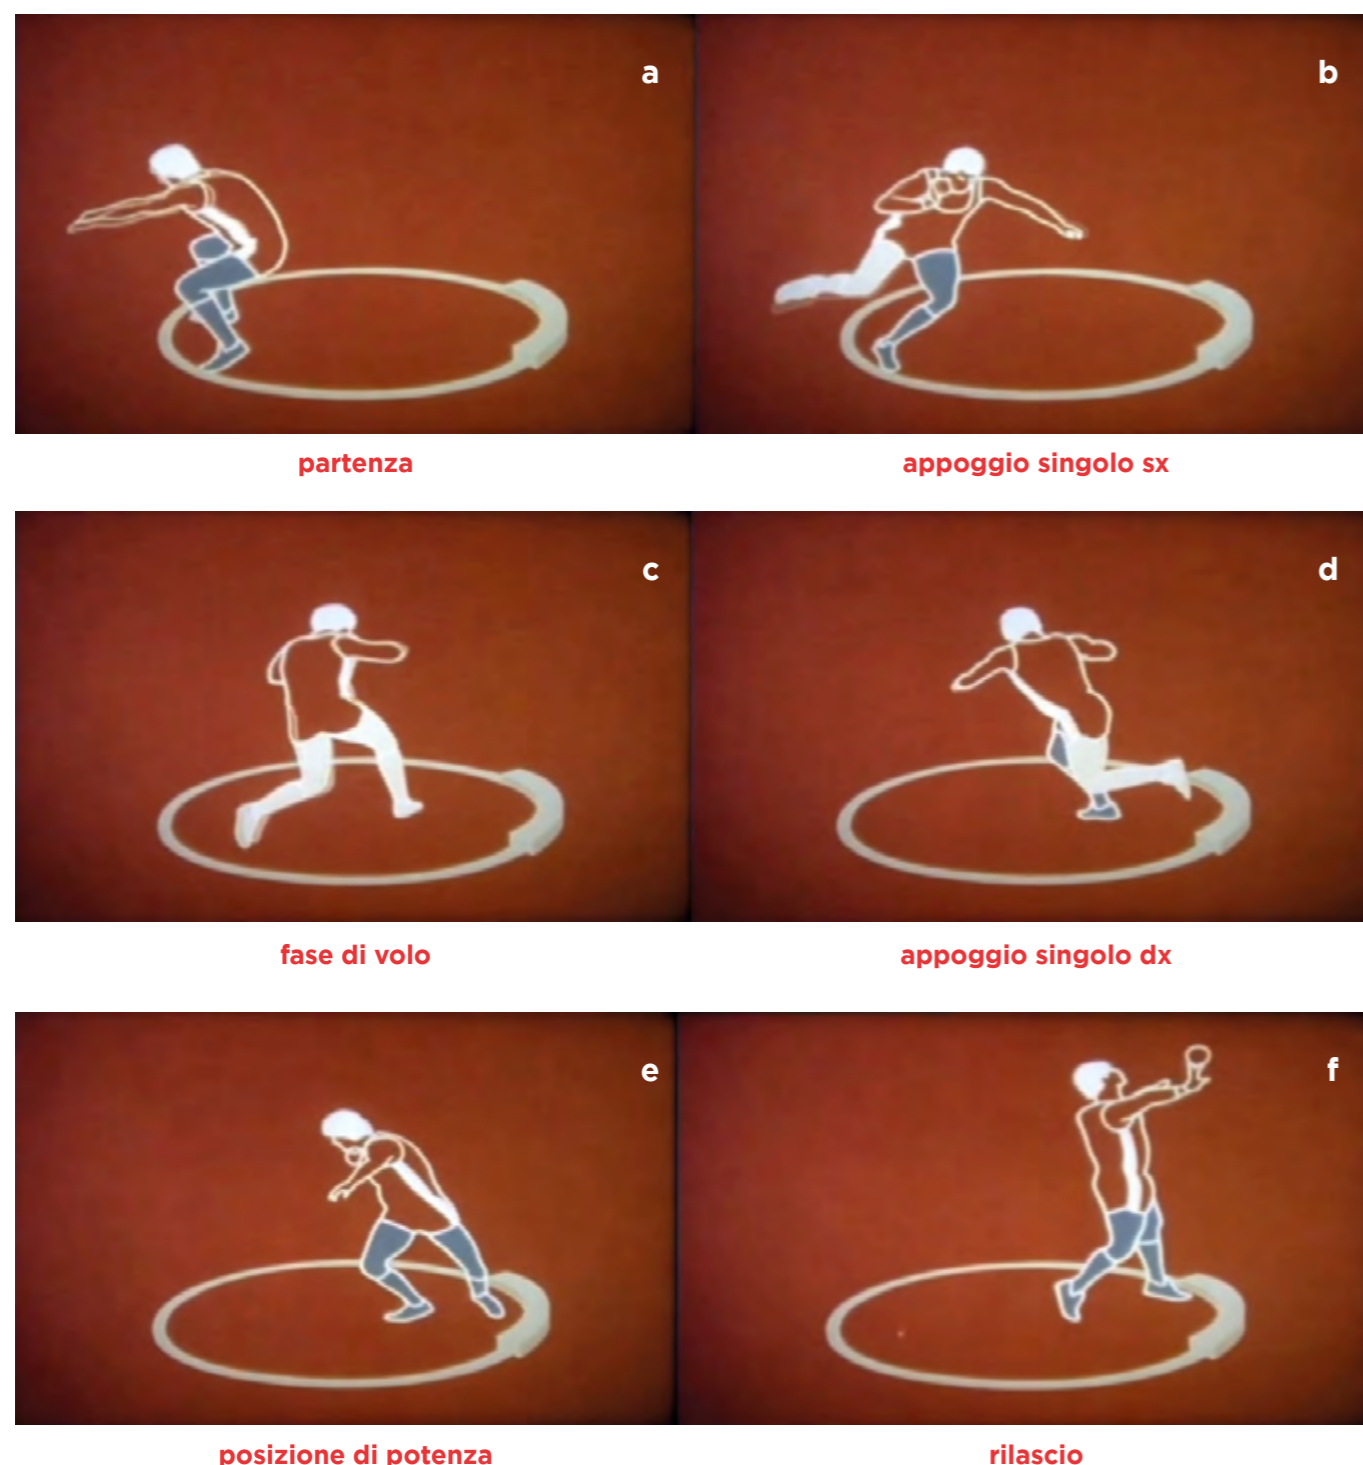 a
b
partenza
appoggio singolo sx
c
d
fase di volo
appoggio singolo dx
e
f
posizione di potenza
rilascio